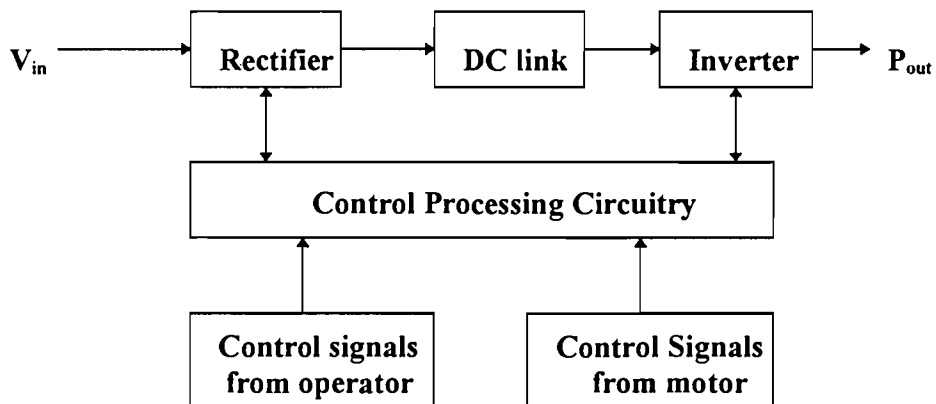 V_in Rectifier DC link Inverter P_out
Control Processing Circuitry
Control signals
from operator
Control Signals
from motor